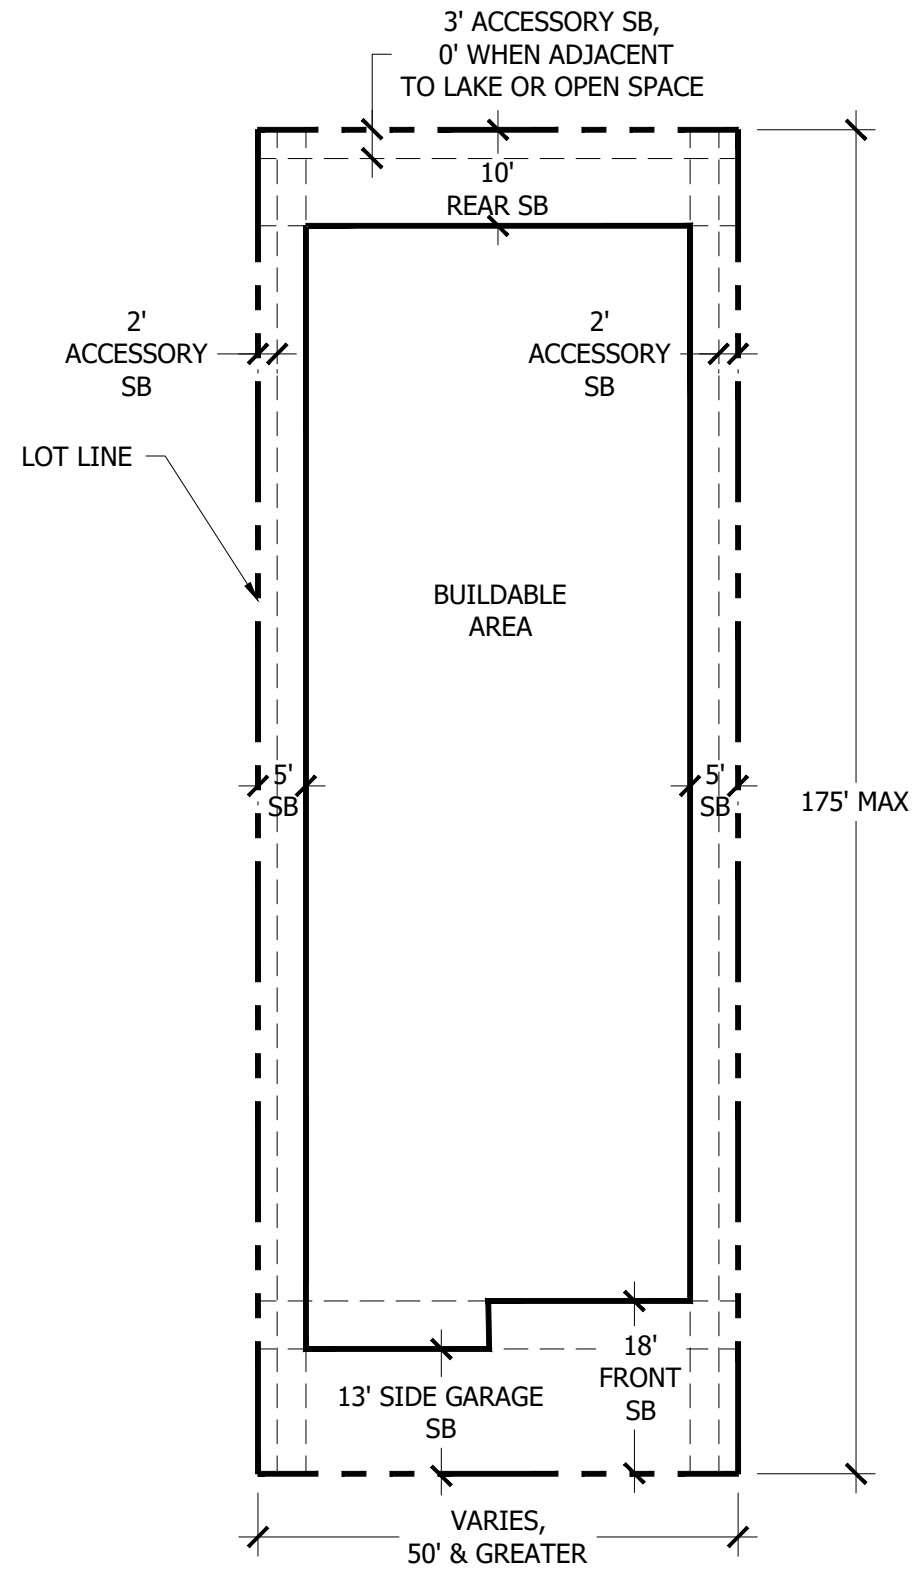 3' ACCESSORY SB,
0' WHEN ADJACENT
TO LAKE OR OPEN SPACE
10'
REAR SB
2'
ACCESSORY
SB
2'
ACCESSORY
SB
LOT LINE
BUILDABLE
AREA
5'
SB
5'
SB
175' MAX
18'
FRONT
SB
13' SIDE GARAGE
SB
VARIES,
50' & GREATER